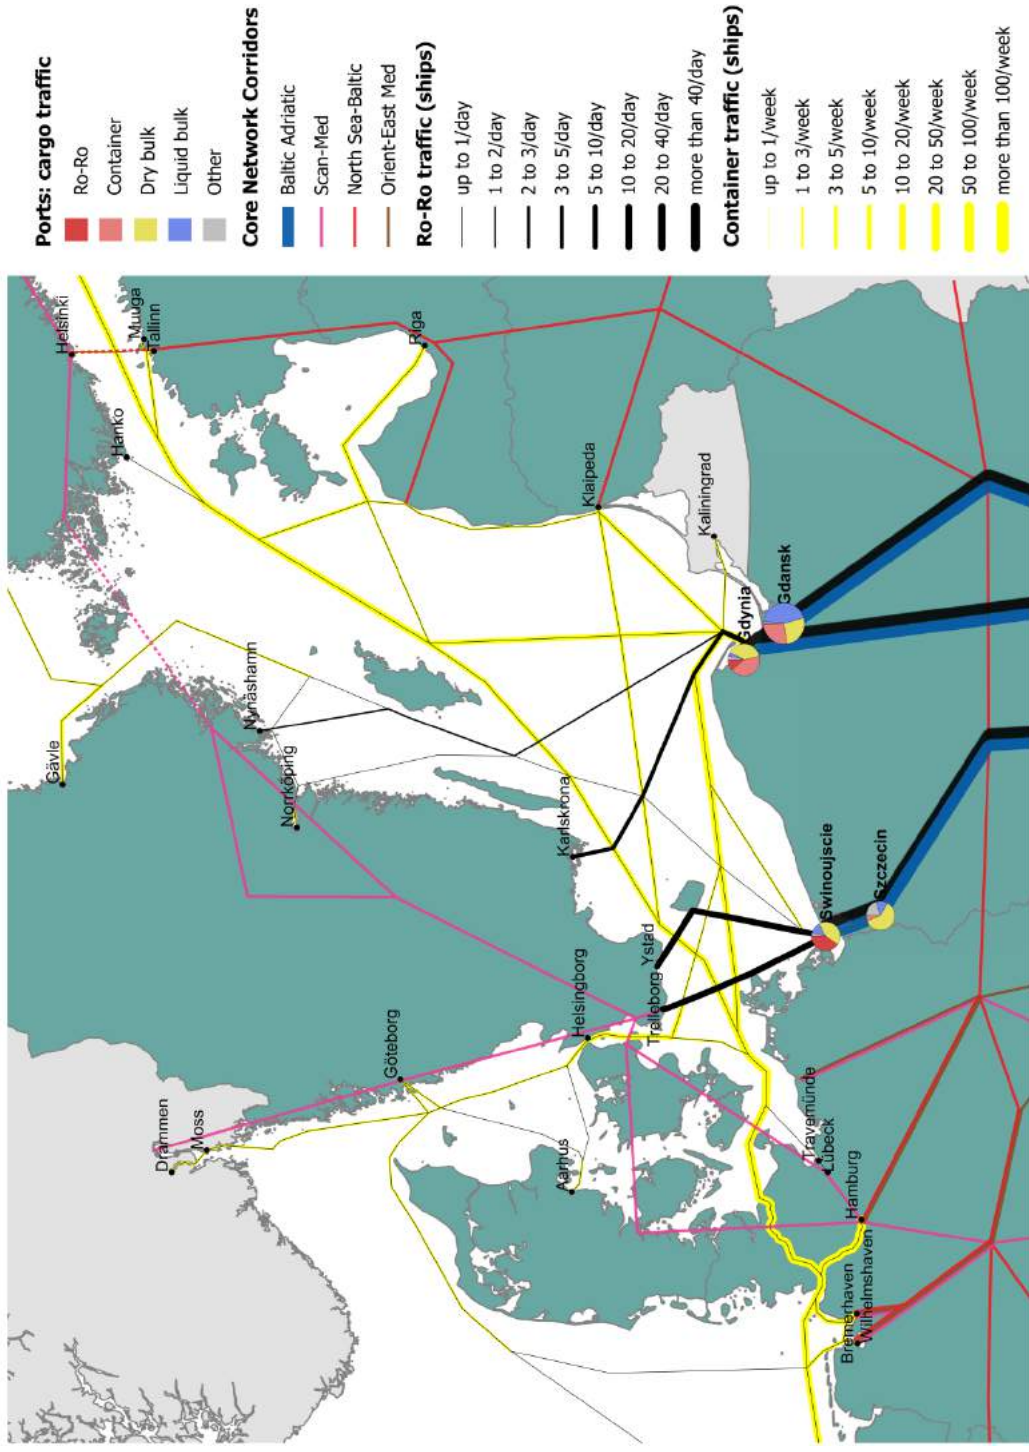 Ports: cargo traffic
Ro-Ro
Container
Dry bulk
Liquid bulk
Other
Core Network Corridors
Baltic Adriatic
Scan-Med
North Sea-Baltic
Orient-East Med
Ro-Ro traffic (ships)
up to 1/day
1 to 2/day
2 to 3/day
3 to 5/day
5 to 10/day
10 to 20/day
20 to 40/day
more than 40/day
Container traffic (ships)
up to 1/week
1 to 3/week
3 to 5/week
5 to 10/week
10 to 20/week
20 to 50/week
50 to 100/week
more than 100/week
Drammen
Moss
Göteborg
Aarhus
Helsingborg
Trelleborg
Ystad
Travemünde
Lübeck
Hamburg
Bremerhaven
Wilhelmshaven
Gävle
Nynäshamn
Norrköping
Karlskrona
Swinoujscie
Szczecin
Helsinki
Hanko
Muuga
Tallinn
Riga
Klaipeda
Kaliningrad
Gdynia
Gdansk